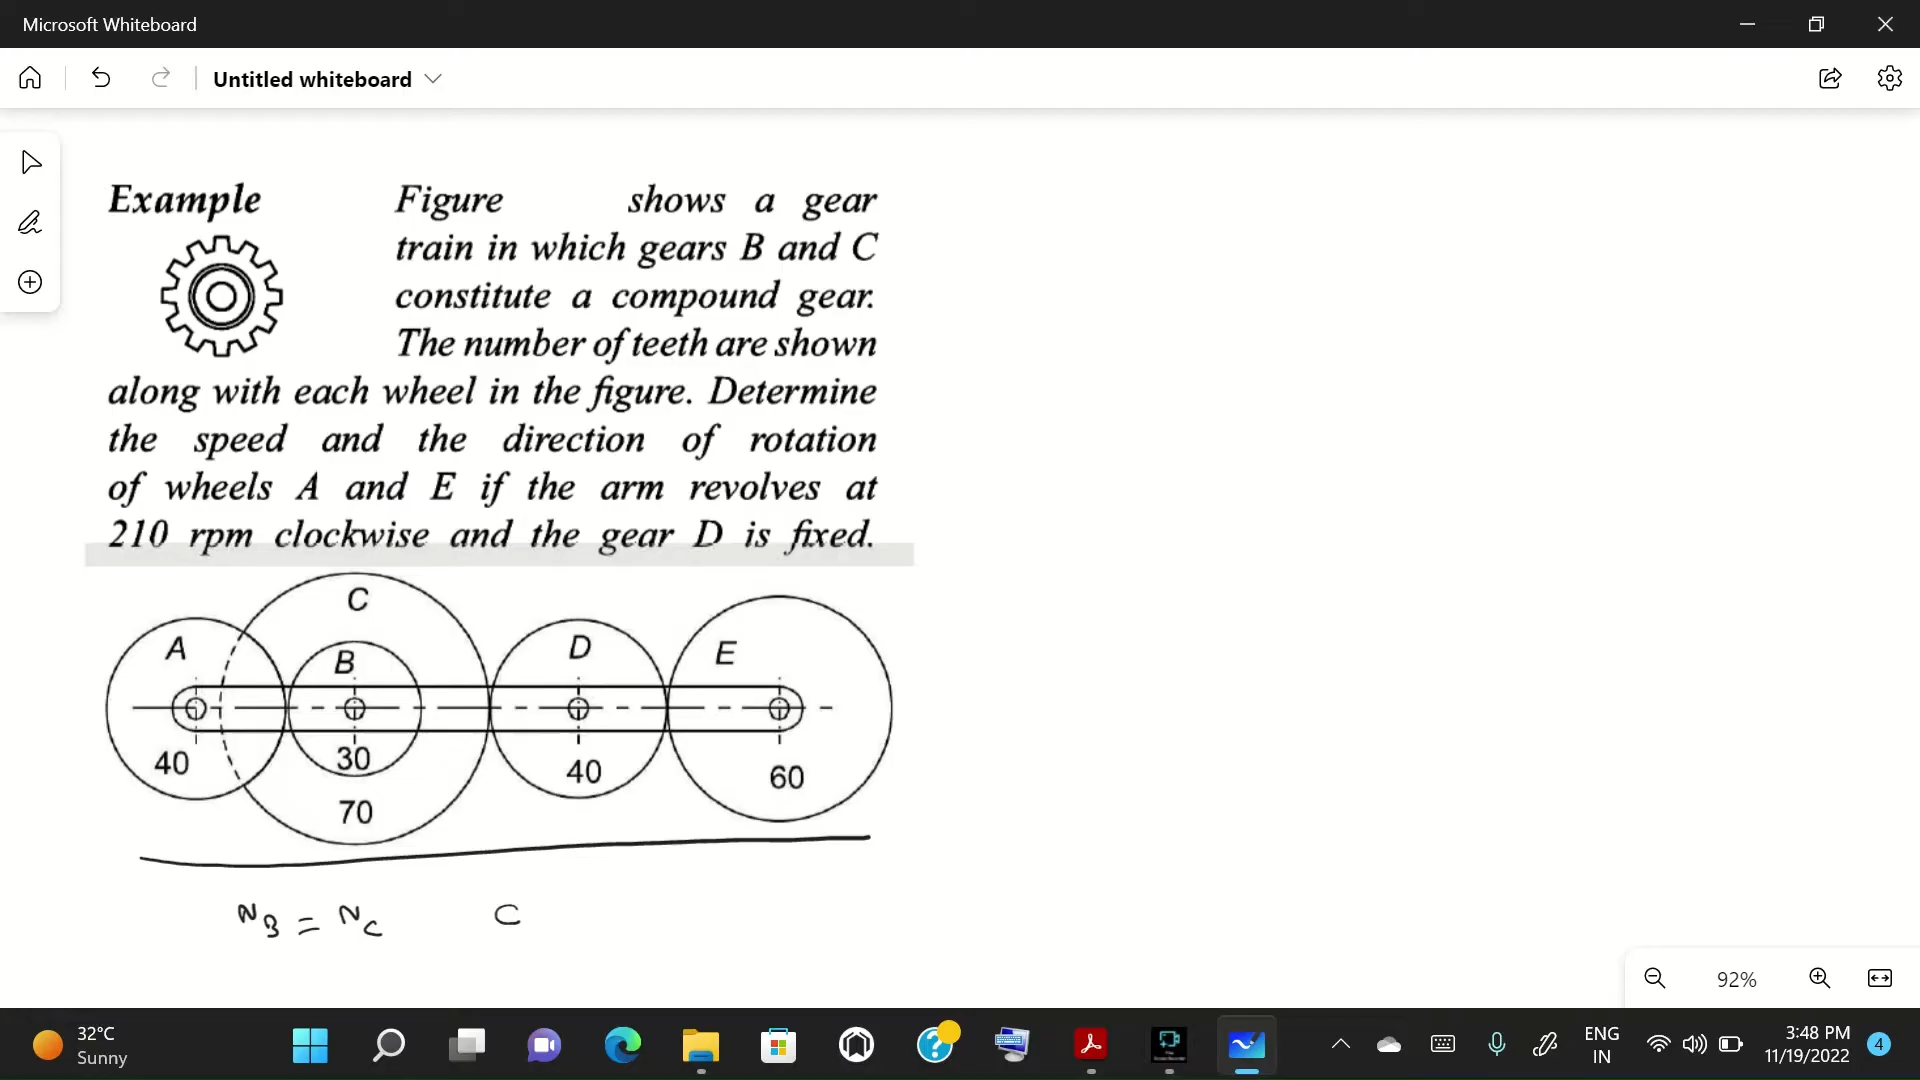 Microsoft Whiteboard
Untitled whiteboard
Example Figure shows a gear
train in which gears B and C
constitute a compound gear.
The number of teeth are shown
along with each wheel in the figure. Determine
the speed and the direction of rotation
of wheels A and E if the arm revolves at
210 rpm clockwise and the gear D is fixed.
C
A B D E
40 30 40 60
70
N_B = N_C C
92%
32°C
Sunny
ENG
IN
3:48 PM
11/19/2022
4